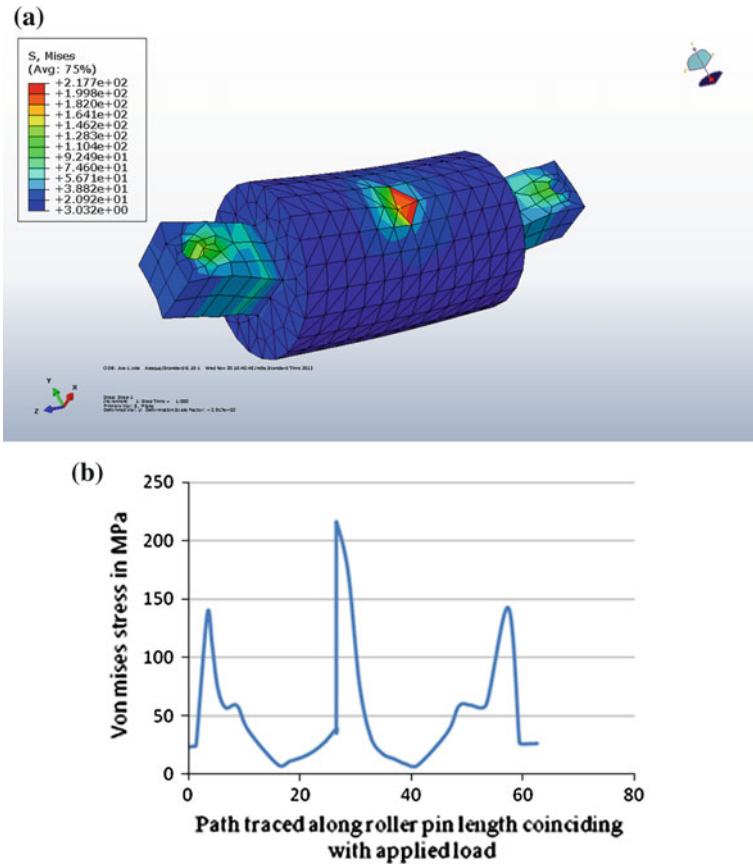 (a)
S, Mises
(Avg: 75%)
+2.177e+02
+1.998e+02
+1.820e+02
+1.641e+02
+1.462e+02
+1.283e+02
+1.104e+02
+9.249e+01
+7.460e+01
+5.671e+01
+3.882e+01
+2.092e+01
+3.032e+00
Y
X
Z
(b)
Von mises stress in MPa
250
200
150
100
50
0
0 20 40 60 80
Path traced along roller pin length coinciding
with applied load